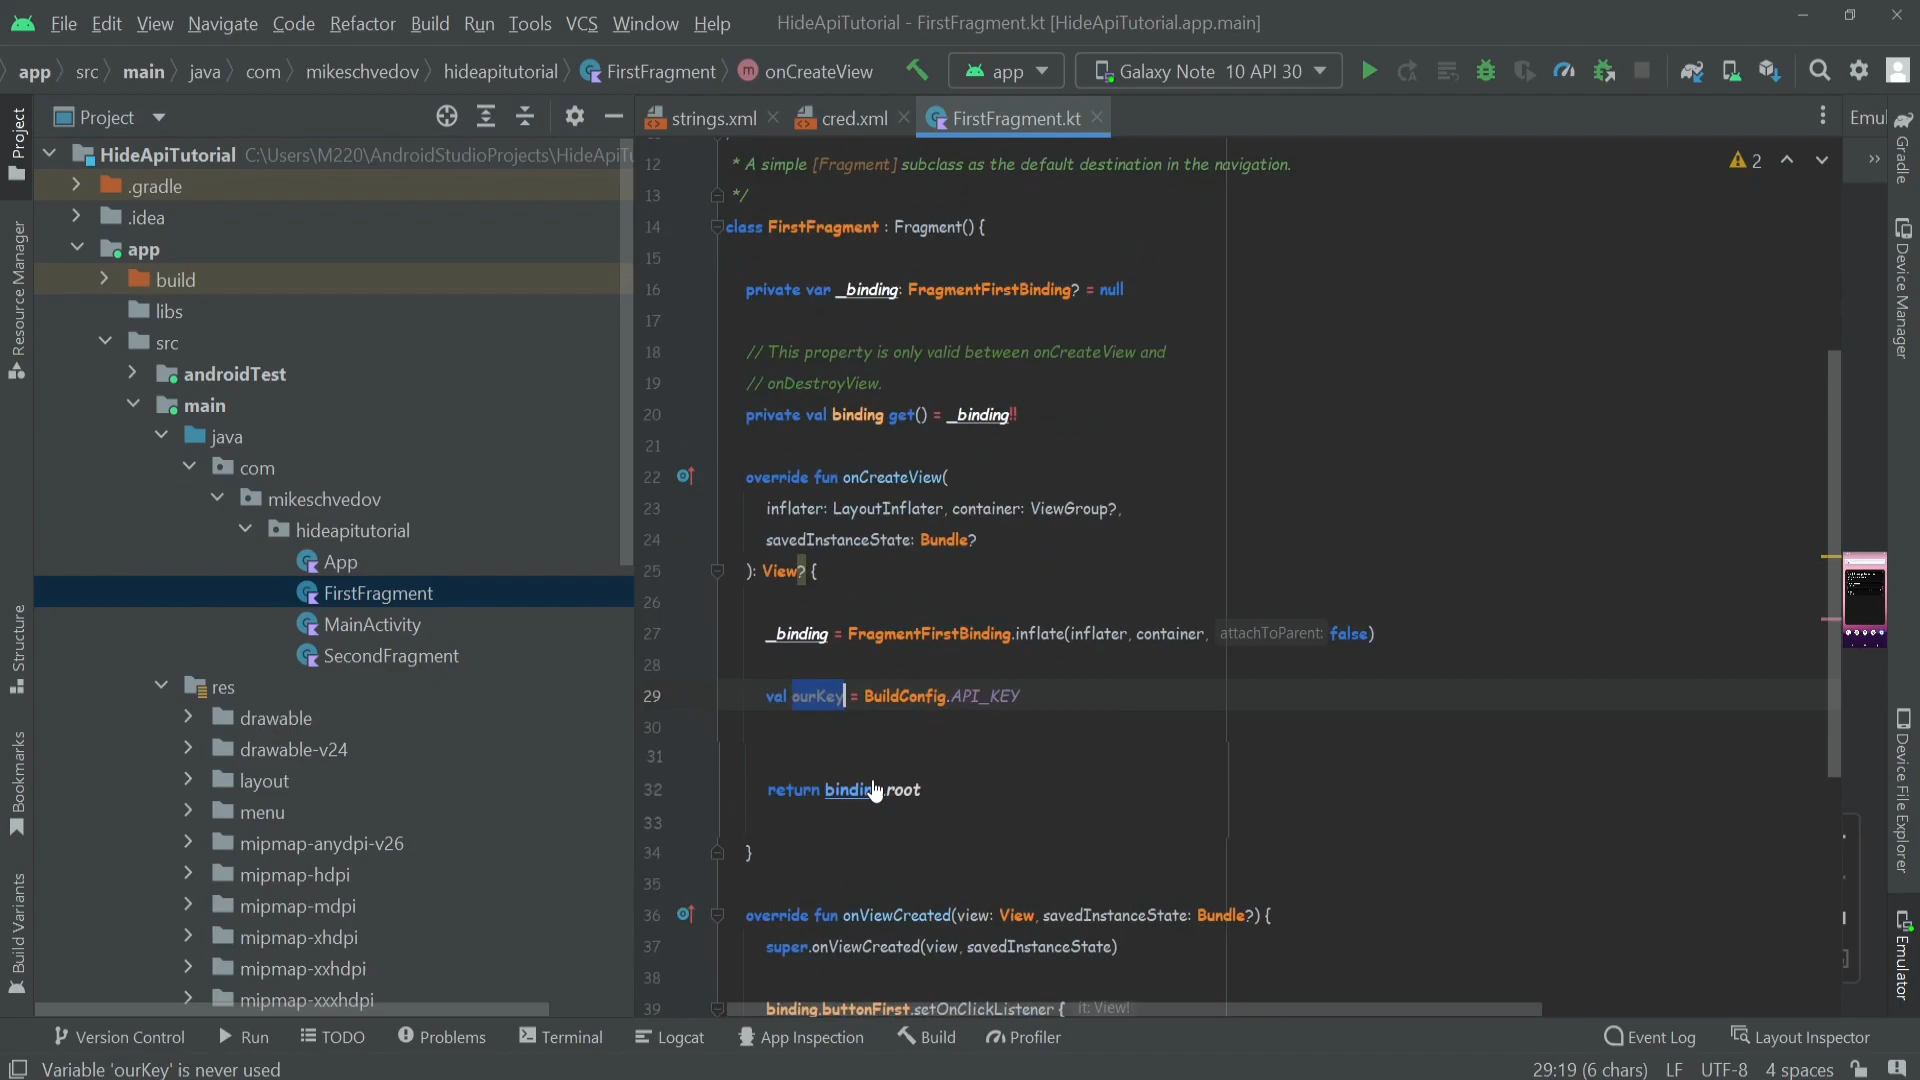 File Edit View Navigate Code Refactor Build Run Tools VCS Window Help HideApiTutorial - FirstFragment.kt [HideApiTutorial.app.main]
app src main java com mikeschvedov hideapitutorial FirstFragment onCreateView app Galaxy Note 10 API 30
Project
strings.xml cred.xml FirstFragment.kt Emul
HideApiTutorial C:\Users\M220\AndroidStudioProjects\HideApiTu
.gradle
.idea
app
build
libs
src
androidTest
main
java
com
mikeschvedov
hideapitutorial
App
FirstFragment
MainActivity
SecondFragment
res
drawable
drawable-v24
layout
menu
mipmap-anydpi-v26
mipmap-hdpi
mipmap-mdpi
mipmap-xhdpi
mipmap-xxhdpi
mipmap-xxxhdpi
2
12 * A simple [Fragment] subclass as the default destination in the navigation.
13 */
14 class FirstFragment : Fragment() {
15
16 private var _binding: FragmentFirstBinding? = null
17
18 // This property is only valid between onCreateView and
19 // onDestroyView.
20 private val binding get() = _binding!!
21
22 override fun onCreateView(
23 inflater: LayoutInflater, container: ViewGroup?,
24 savedInstanceState: Bundle?
25 ): View? {
26
27 _binding = FragmentFirstBinding.inflate(inflater, container, attachToParent: false)
28
29 val ourKey = BuildConfig.API_KEY
30
31
32 return binding.root
33
34 }
35
36 override fun onViewCreated(view: View, savedInstanceState: Bundle?) {
37 super.onViewCreated(view, savedInstanceState)
38
39 binding.buttonFirst.setOnClickListener { it: View!
Project
Resource Manager
Structure
Bookmarks
Build Variants
Gradle
Device Manager
Device File Explorer
Emulator
Version Control Run TODO Problems Terminal Logcat App Inspection Build Profiler Event Log Layout Inspector
Variable 'ourKey' is never used 29:19 (6 chars) LF UTF-8 4 spaces